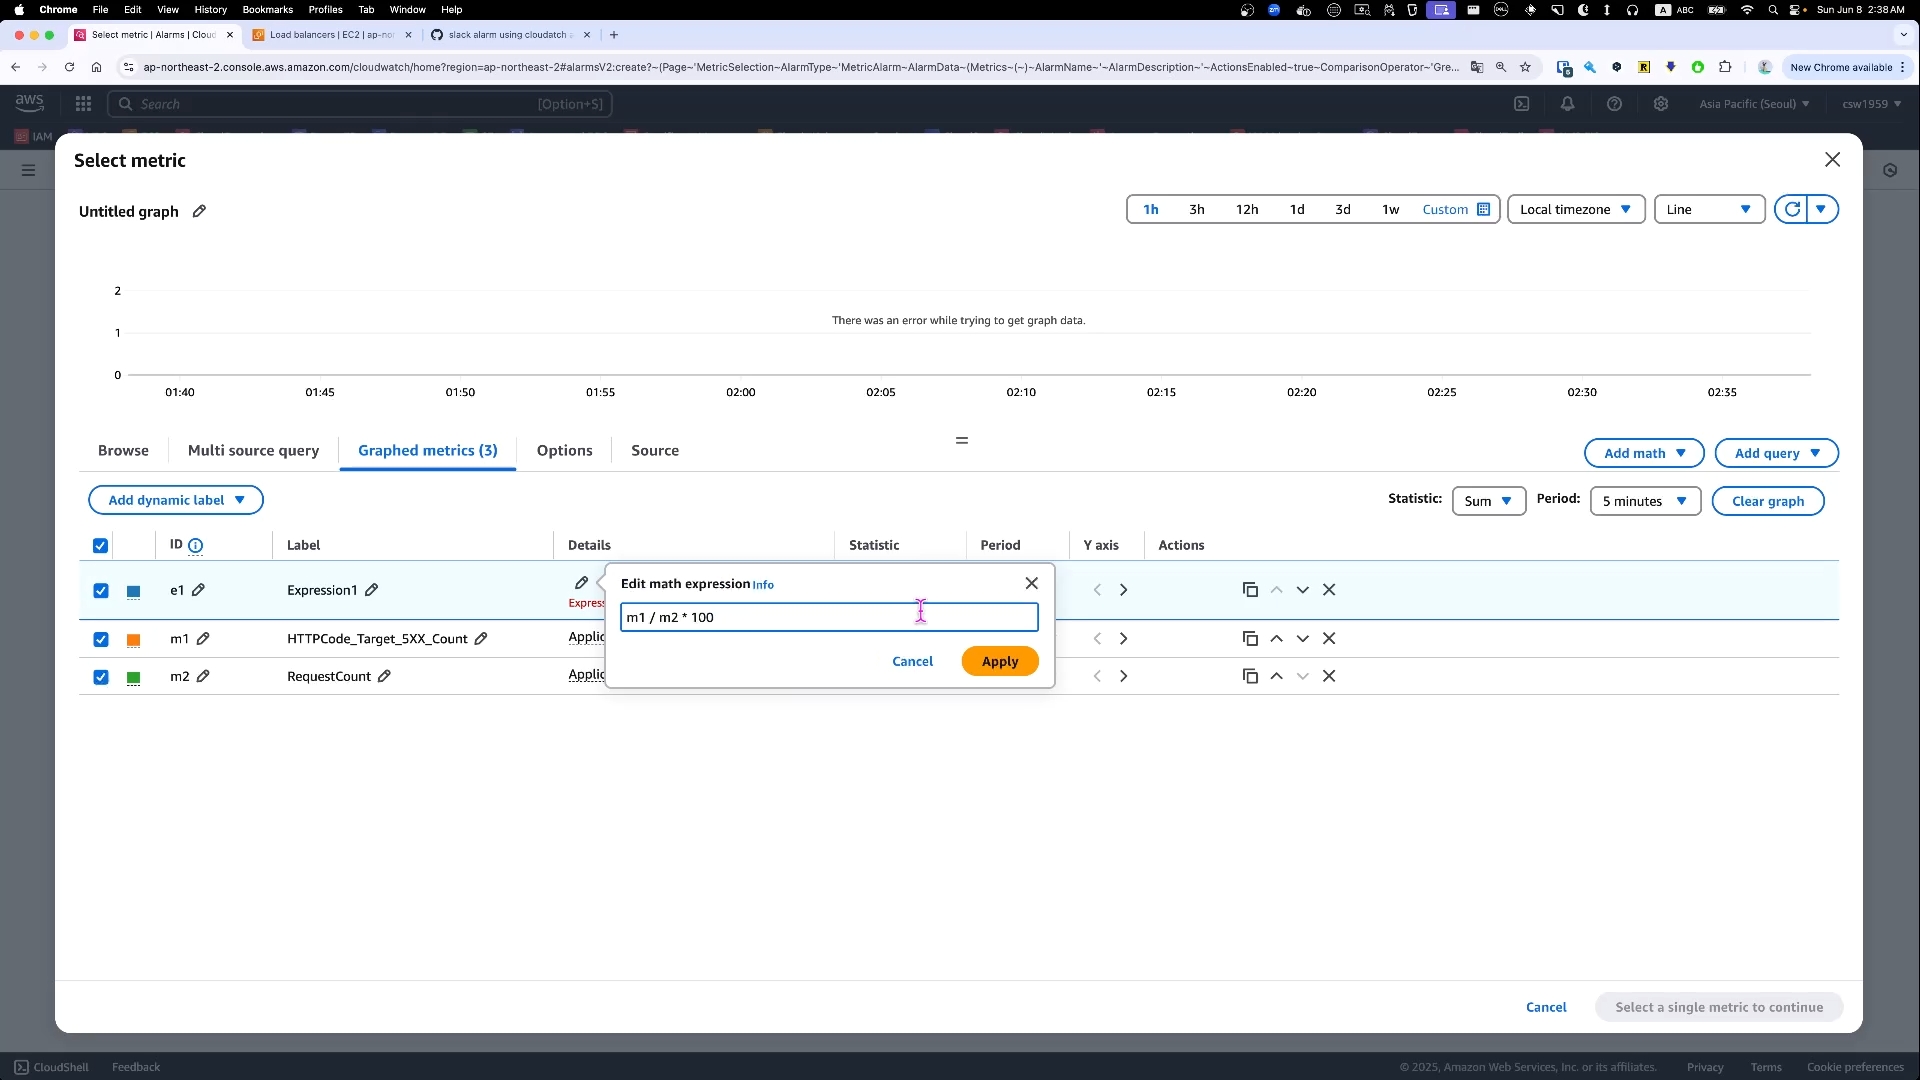 Chrome File Edit View History Bookmarks Profiles Tab Window Help A ABC Sun Jun 8 2:38 AM
Select metric | Alarms | Cloud Load balancers | EC2 | ap-nor slack alarm using cloudatch
ap-northeast-2.console.aws.amazon.com/cloudwatch/home?region=ap-northeast-2#alarmsV2:create?~(Page~'MetricSelection~AlarmType~'MetricAlarm~AlarmData~(Metrics~(~)~AlarmName~'~AlarmDescription~'~ActionsEnabled~true~ComparisonOperator~'Gre... New Chrome available
aws Search [Option+S] Asia Pacific (Seoul) csw1959
IAM
Select metric
Untitled graph
1h 3h 12h 1d 3d 1w Custom Local timezone Line
2
There was an error while trying to get graph data.
1
0
01:40 01:45 01:50 01:55 02:00 02:05 02:10 02:15 02:20 02:25 02:30 02:35
Browse Multi source query Graphed metrics (3) Options Source Add math Add query
Add dynamic label Statistic: Sum Period: 5 minutes Clear graph
ID Label Details Statistic Period Y axis Actions
e1 Expression1
Express
Edit math expression Info
m1 / m2 * 100
Cancel Apply
m1 HTTPCode_Target_5XX_Count Applic
m2 RequestCount Applic
Cancel Select a single metric to continue
CloudShell Feedback © 2025, Amazon Web Services, Inc. or its affiliates. Privacy Terms Cookie preferences